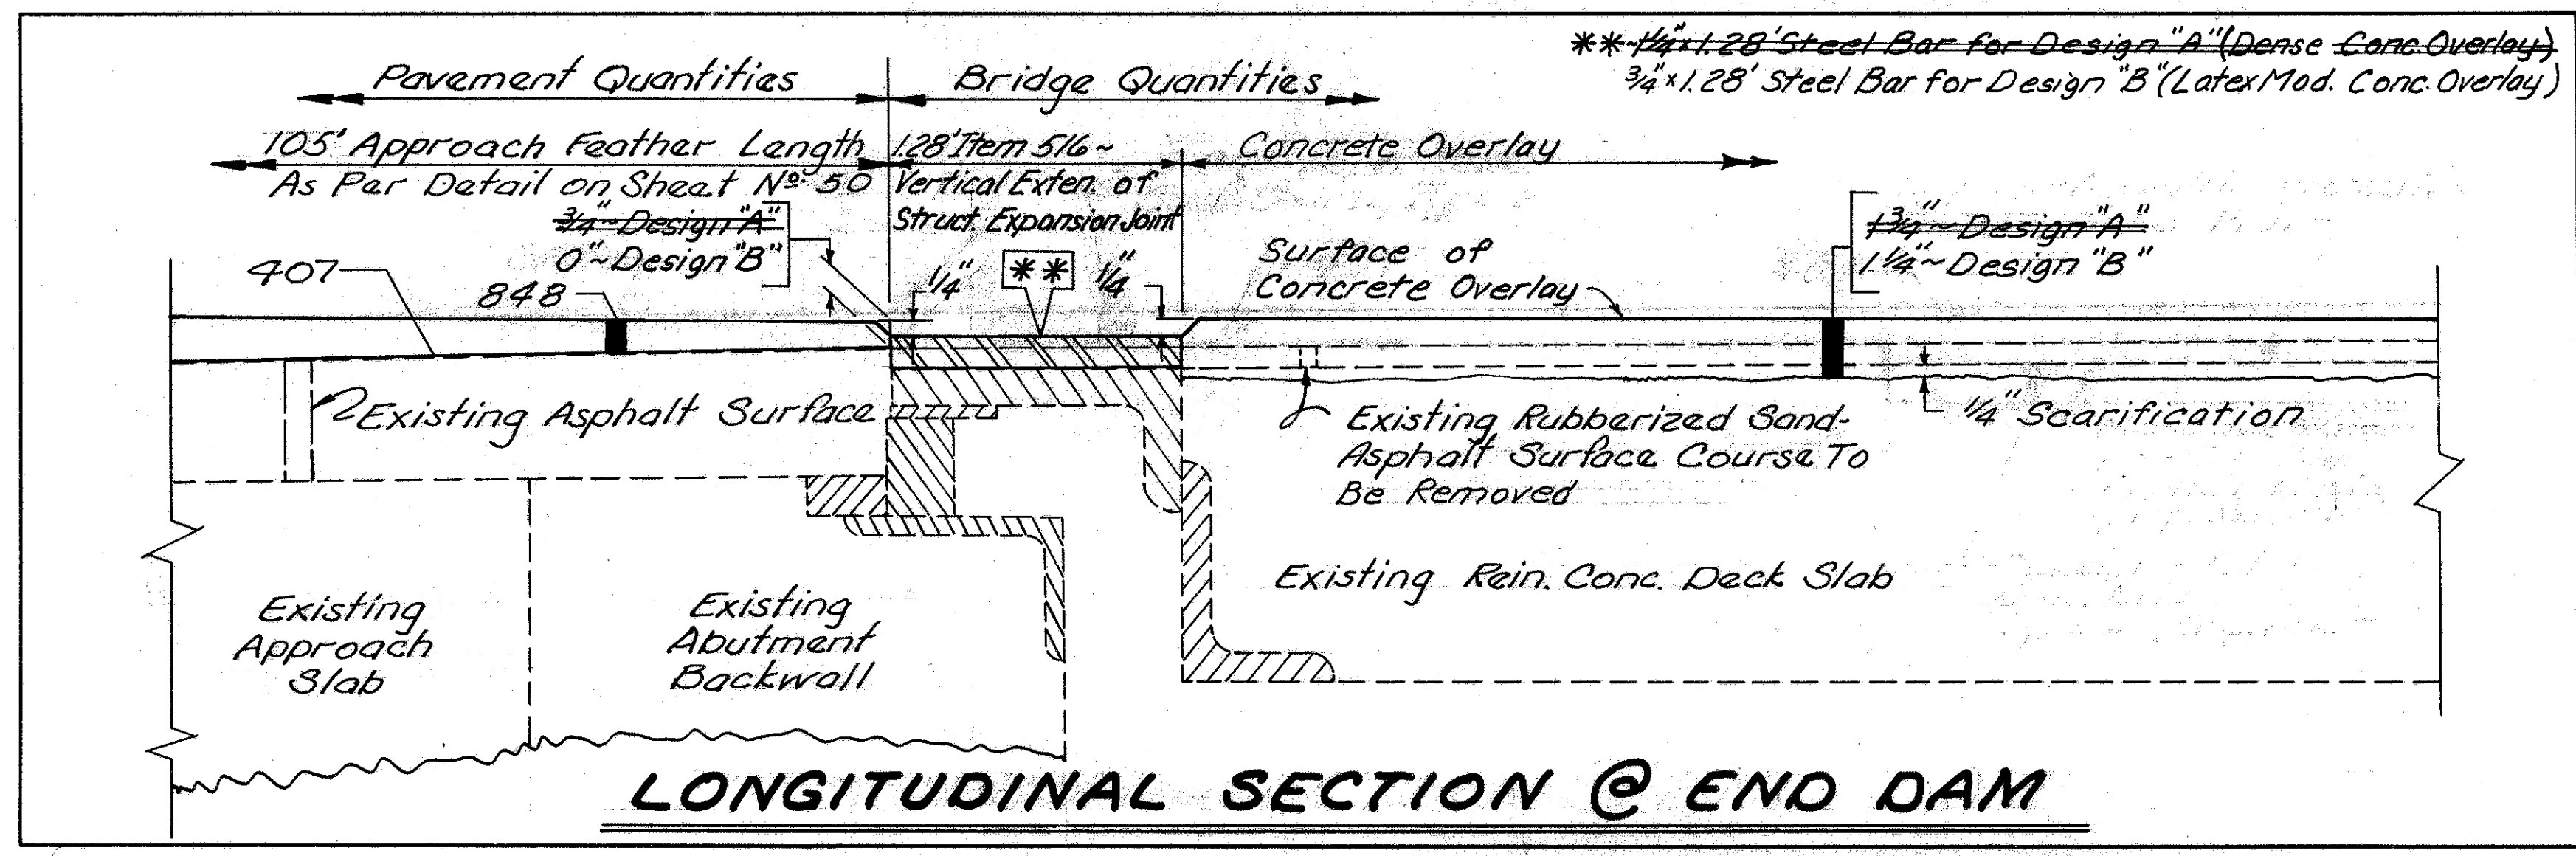 **~1¼"x1.28' Steel Bar for Design "A" (Dense Conc. Overlay)
¾"x1.28' Steel Bar for Design "B" (Latex Mod. Conc. Overlay)
Pavement Quantities
Bridge Quantities
105' Approach Feather Length
As Per Detail on Sheet Nº 50
1.28' Item 516~
Vertical Exten. of
Struct. Expansion Joint
Concrete Overlay
¾"~Design "A"
0"~Design "B"
407
848
¼"
**
¼"
Surface of
Concrete Overlay
1¾"~Design "A"
1¼"~Design "B"
Existing Asphalt Surface
Existing Rubberized Sand-
Asphalt Surface Course To
Be Removed
¼" Scarification
Existing Rein. Conc. Deck Slab
Existing
Approach
Slab
Existing
Abutment
Backwall
LONGITUDINAL SECTION @ END DAM